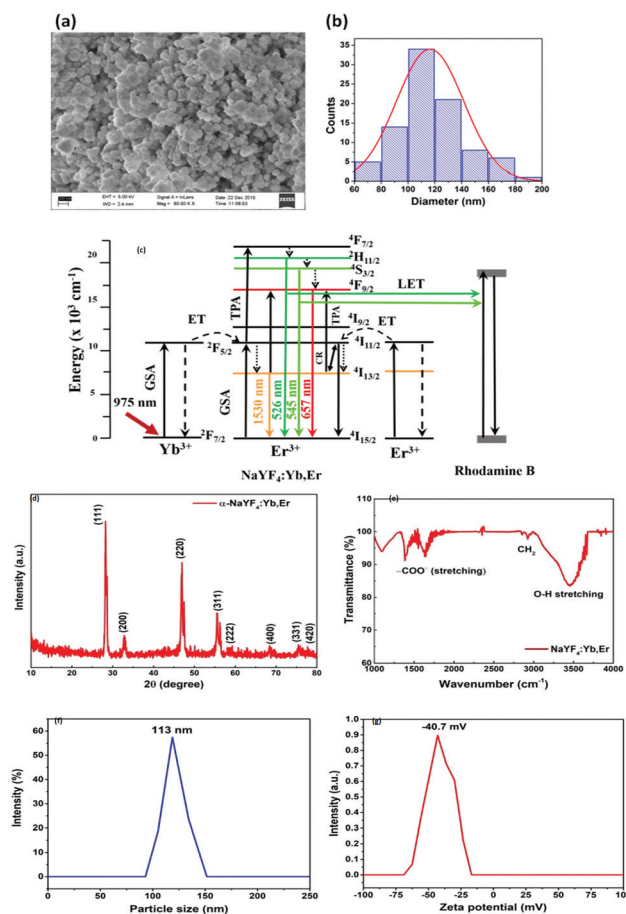 (a)
EHT = 5.00 kV
Signal A = InLens
Date :22 Dec 2015
WD = 3.4 mm
Mag = 60.00 K X
ZEISS
(b)
Counts
35
30
25
20
15
10
5
0
60 80 100 120 140 160 180 200
Diameter (nm)
(c)
Energy (x 10³ cm⁻¹)
20
15
10
5
0
⁴F₇/₂
²H₁₁/₂
⁴S₃/₂
⁴F₉/₂
⁴I₉/₂
⁴I₁₁/₂
⁴I₁₃/₂
⁴I₁₅/₂
LET
TPA
TPA
ET
ET
²F₅/₂
²F₇/₂
GSA
GSA
CR
975 nm
1530 nm
526 nm
545 nm
657 nm
Yb³⁺
Er³⁺
Er³⁺
NaYF₄:Yb,Er
Rhodamine B
(d)
α-NaYF₄:Yb,Er
Intensity (a.u.)
(111)
(200)
(220)
(311)
(222)
(400)
(331)
(420)
10 20 30 40 50 60 70 80
2Θ (degree)
(e)
Transmittance (%)
110
100
90
80
70
60
–COO⁻ (stretching)
CH₂
O-H stretching
NaYF₄:Yb,Er
1000 1500 2000 2500 3000 3500 4000
Wavenumber (cm⁻¹)
(f)
113 nm
Intensity (%)
60
50
40
30
20
10
0
0 50 100 150 200 250
Particle size (nm)
(g)
-40.7 mV
Intensity (a.u.)
1.0
0.9
0.8
0.7
0.6
0.5
0.4
0.3
0.2
0.1
0.0
-100 -75 -50 -25 0 25 50 75 100
Zeta potential (mV)